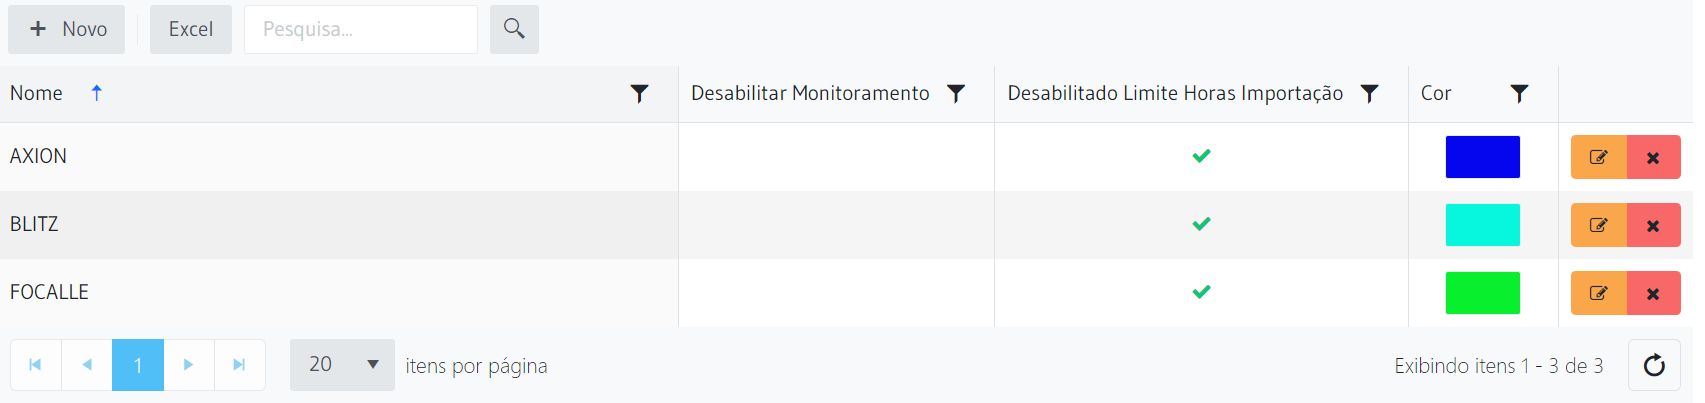 Novo Excel Pesquisa...
Nome Desabilitar Monitoramento Desabilitado Limite Horas Importação Cor
AXION
BLITZ
FOCALLE
1 20 itens por página Exibindo itens 1 - 3 de 3